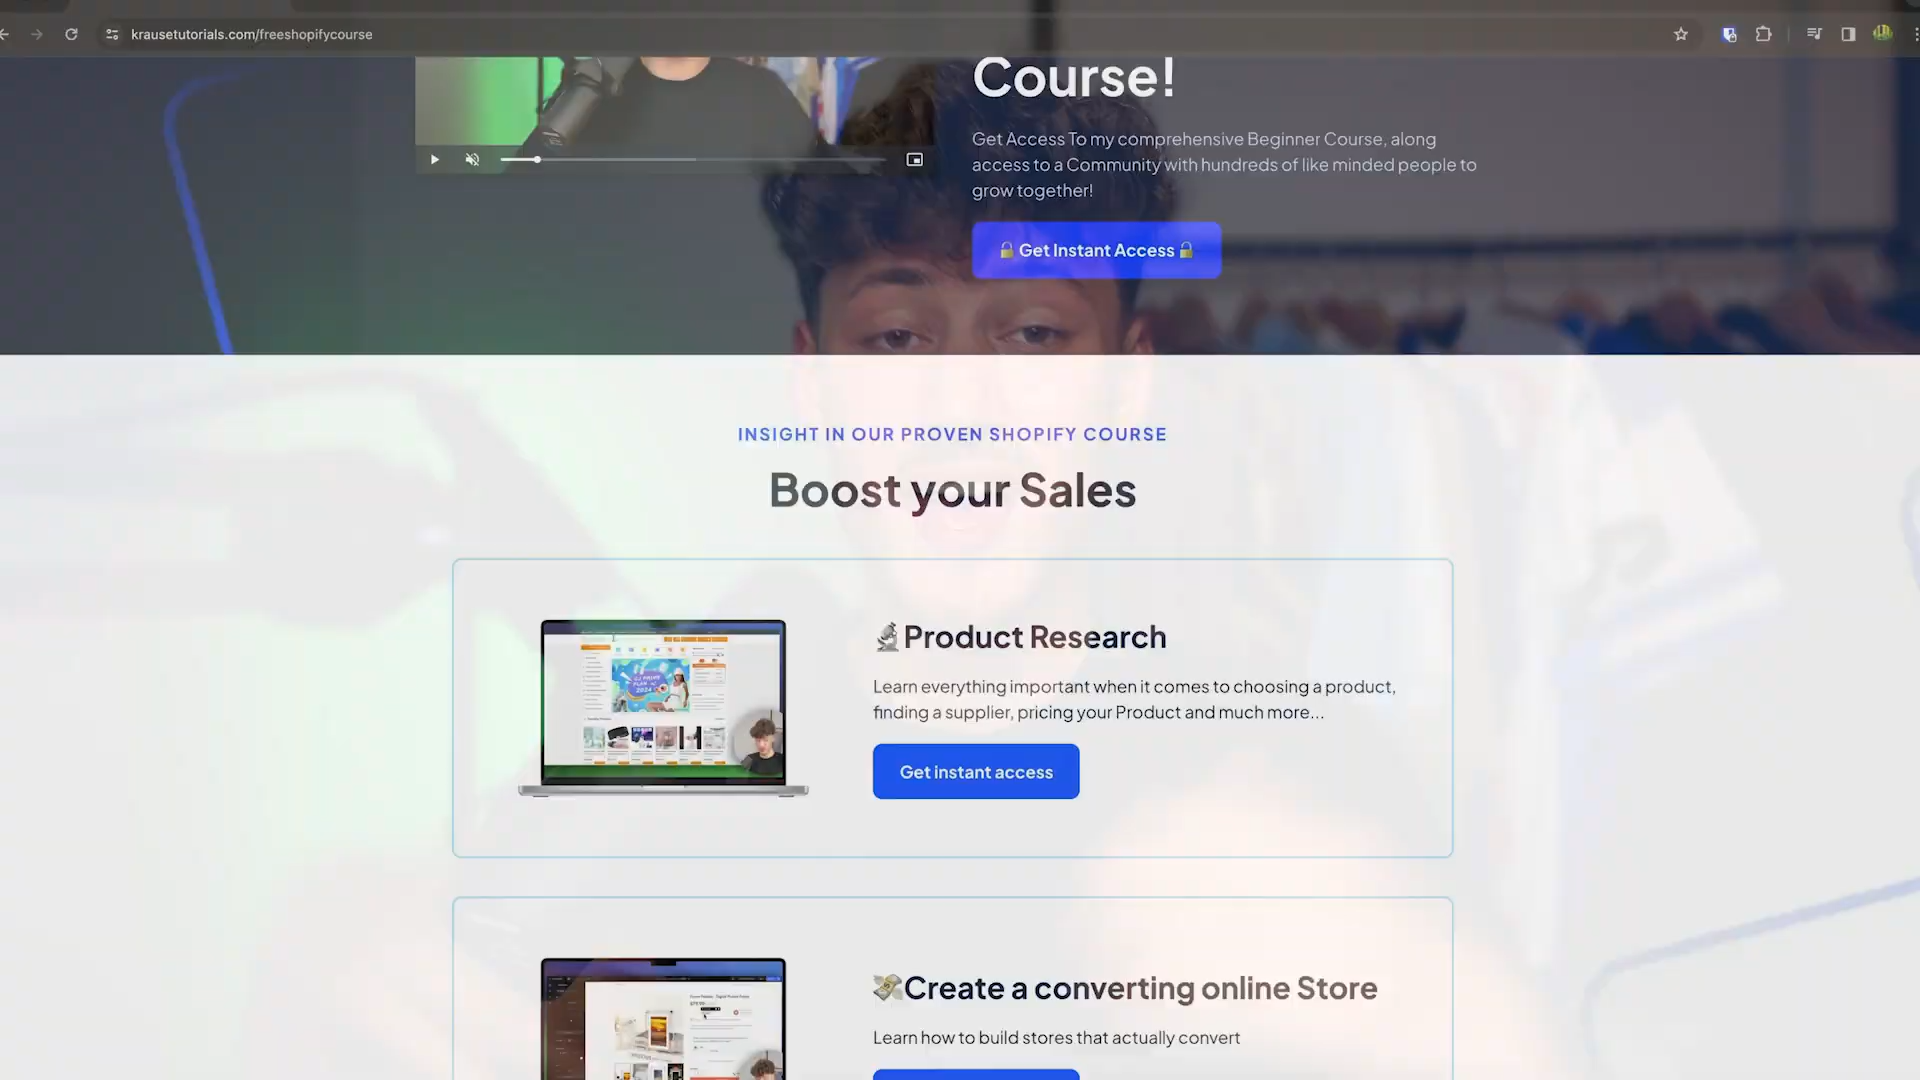 krausetutorials.com/freeshopifycourse
Course!
Get Access To my comprehensive Beginner Course, along
access to a Community with hundreds of like minded people to
grow together!
🔒 Get Instant Access 🔒
INSIGHT IN OUR PROVEN SHOPIFY COURSE
Boost your Sales
🔬Product Research
Learn everything important when it comes to choosing a product,
finding a supplier, pricing your Product and much more...
Get instant access
💸Create a converting online Store
Learn how to build stores that actually convert